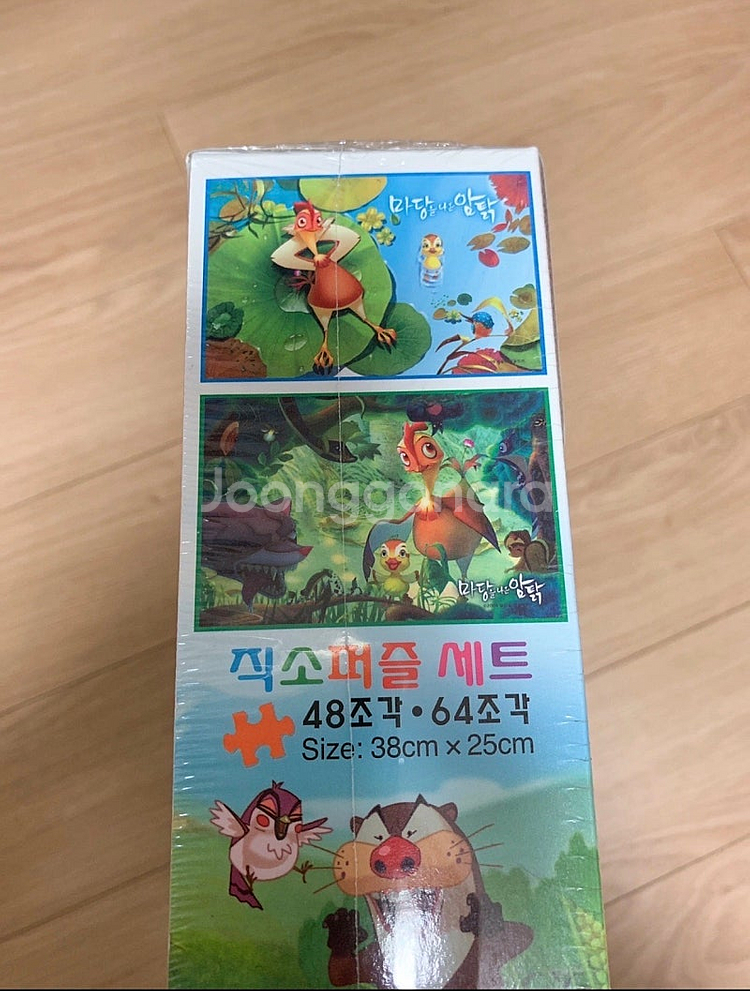 마당을 나온 암탉
Joonggonara
마당을 나온 암탉
직소퍼즐 세트
48조각 • 64조각
Size: 38cm × 25cm